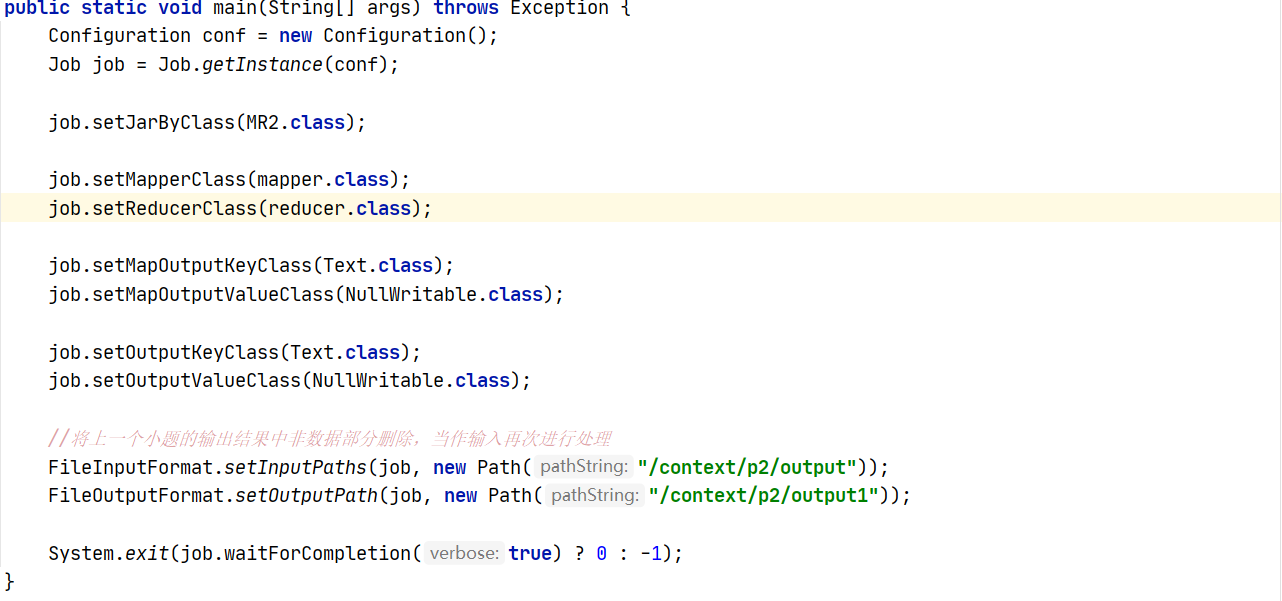 public static void main(String[] args) throws Exception {
    Configuration conf = new Configuration();
    Job job = Job.getInstance(conf);
    job.setJarByClass(MR2.class);
    job.setMapperClass(mapper.class);
    job.setReducerClass(reducer.class);
    job.setMapOutputKeyClass(Text.class);
    job.setMapOutputValueClass(NullWritable.class);
    job.setOutputKeyClass(Text.class);
    job.setOutputValueClass(NullWritable.class);
    //将上一个小题的输出结果中非数据部分删除，当作输入再次进行处理
    FileInputFormat.setInputPaths(job, new Path( pathString: "/context/p2/output"));
    FileOutputFormat.setOutputPath(job, new Path( pathString: "/context/p2/output1"));
    System.exit(job.waitForCompletion( verbose: true) ? 0 : -1);
}